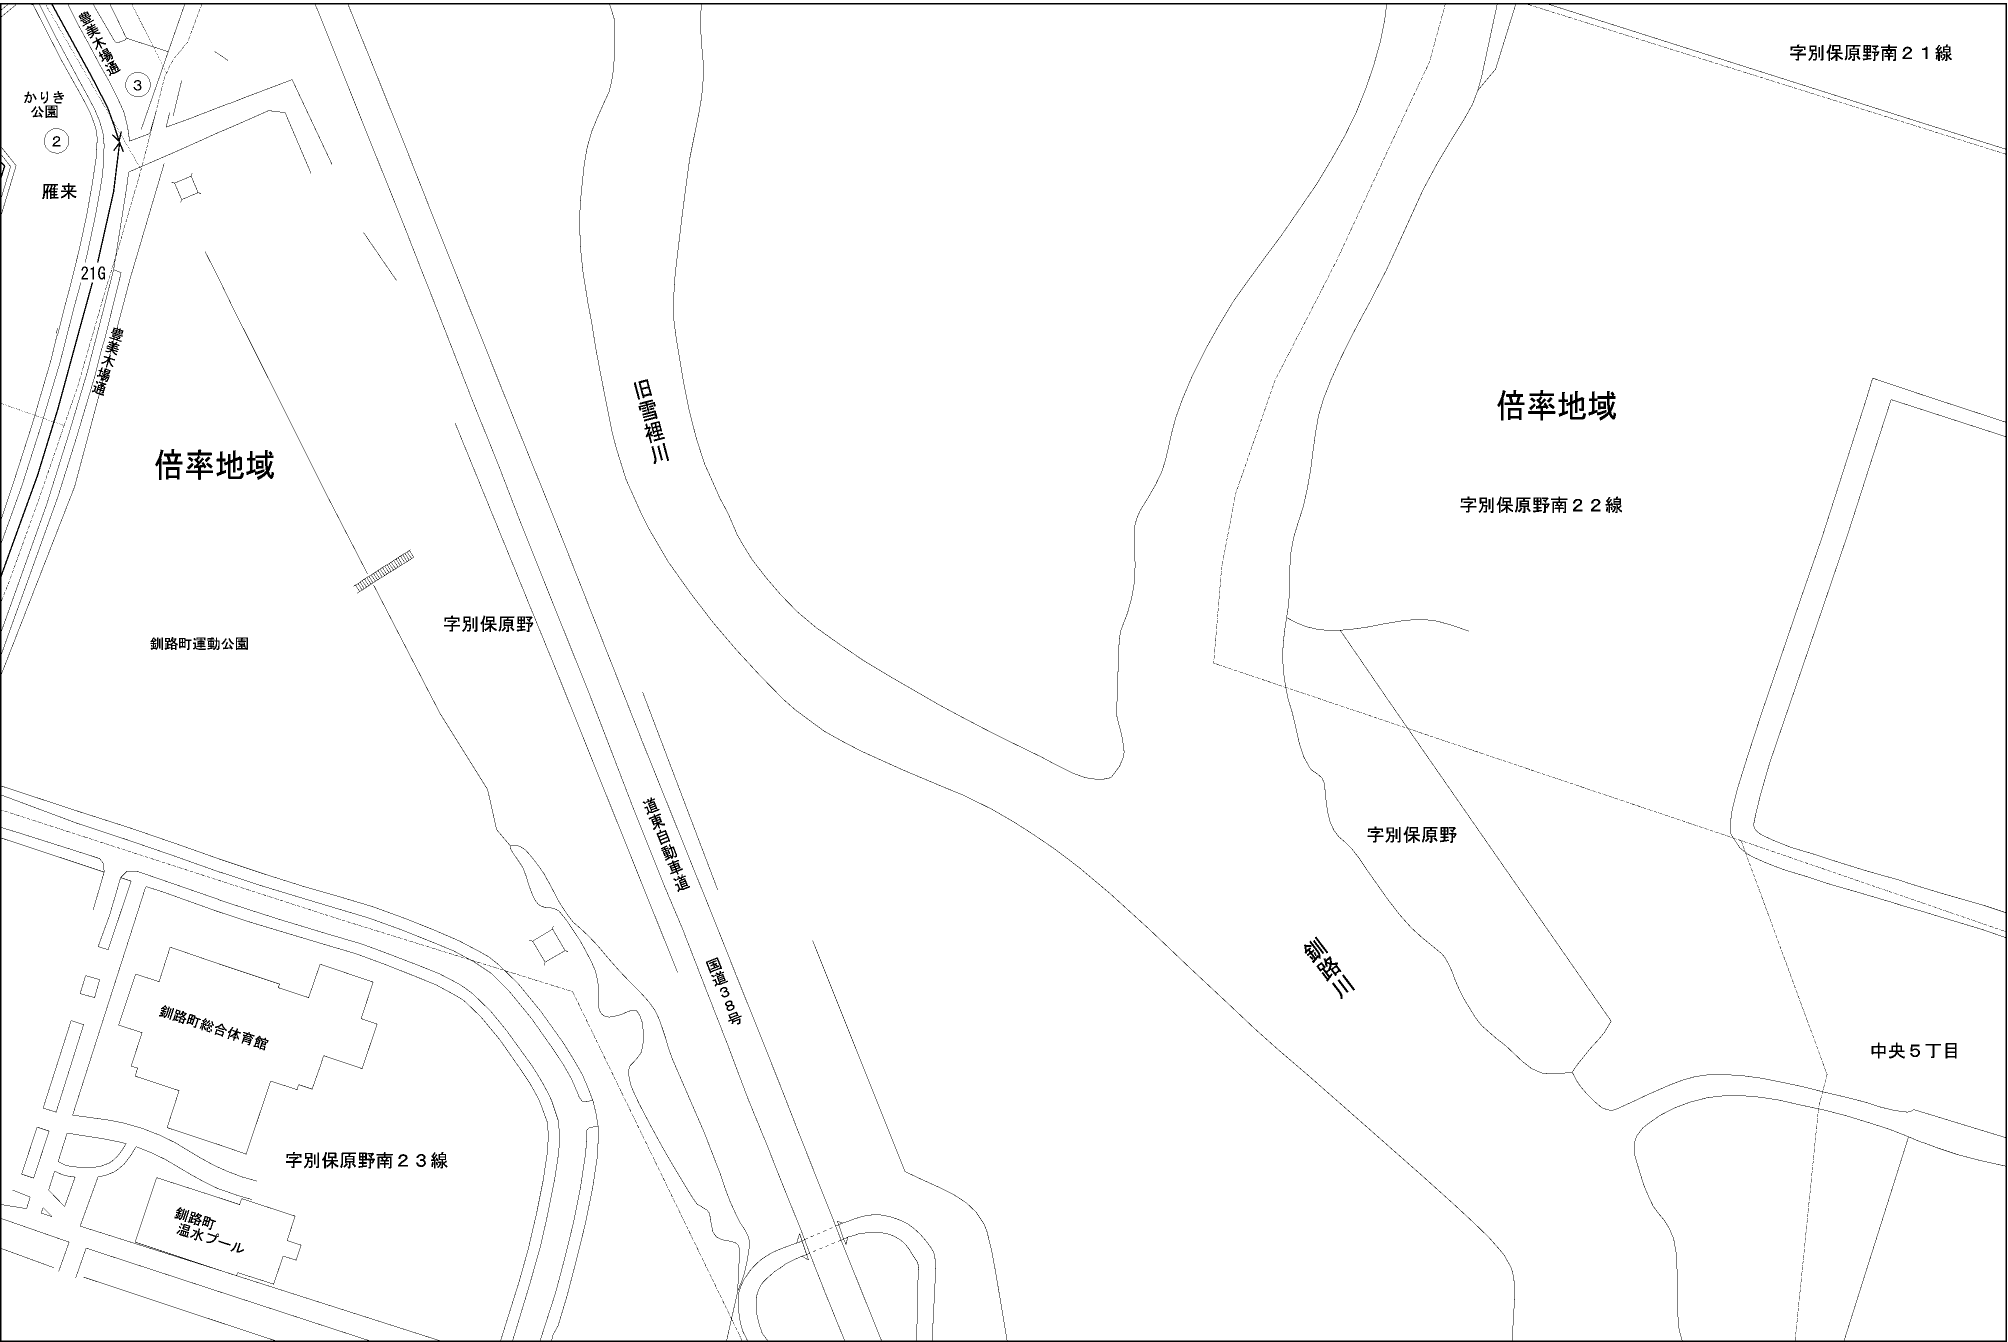 豊美木場通
③
字別保原野南２１線
かりき
公園
②
雁来
21G
豊美木場通
旧雪裡川
倍率地域
倍率地域
字別保原野南２２線
字別保原野
釧路町運動公園
道東自動車道
字別保原野
国道３８号
釧路川
釧路町総合体育館
中央５丁目
字別保原野南２３線
釧路町
温水プール